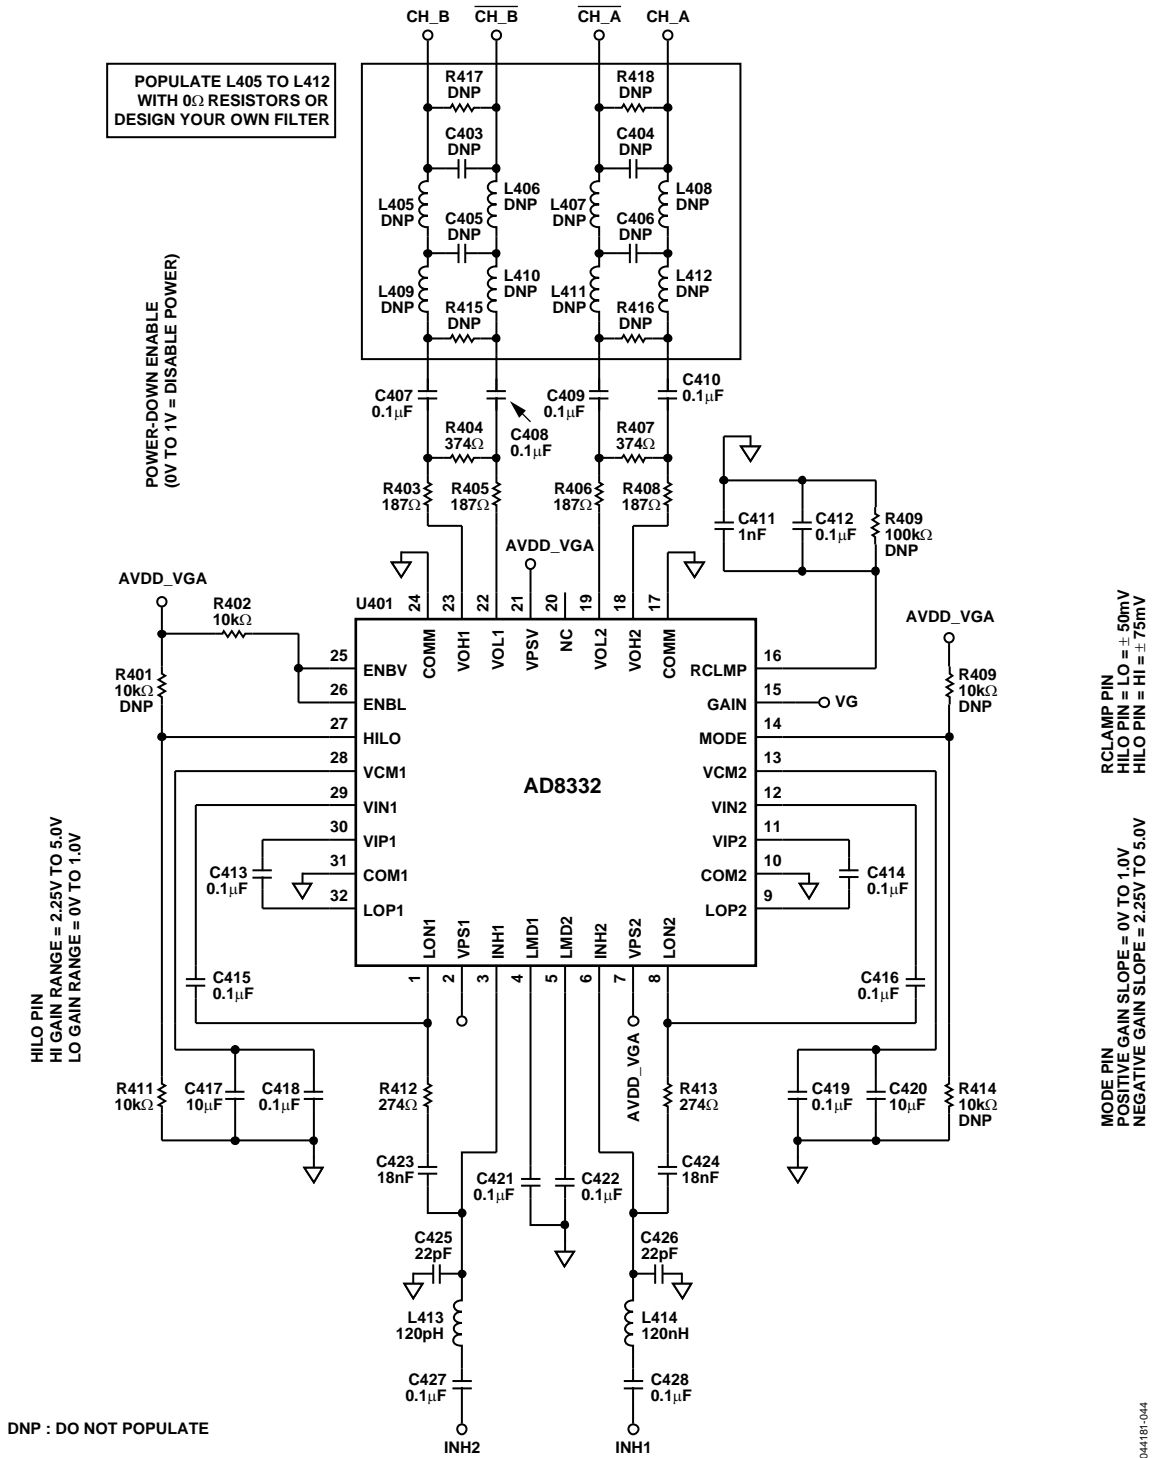 CH_B
CH_B
CH_A
CH_A
POPULATE L405 TO L412
WITH 0Ω RESISTORS OR
DESIGN YOUR OWN FILTER
R417
DNP
R418
DNP
C403
DNP
C404
DNP
L405
DNP
L406
DNP
L407
DNP
L408
DNP
C405
DNP
C406
DNP
L409
DNP
L410
DNP
L411
DNP
L412
DNP
R415
DNP
R416
DNP
POWER-DOWN ENABLE
(0V TO 1V = DISABLE POWER)
C407
0.1µF
C408
0.1µF
C409
0.1µF
C410
0.1µF
R404
374Ω
R407
374Ω
R403
187Ω
R405
187Ω
R406
187Ω
R408
187Ω
C411
1nF
C412
0.1µF
R409
100kΩ
DNP
AVDD_VGA
AVDD_VGA
R402
10kΩ
R401
10kΩ
DNP
AVDD_VGA
R409
10kΩ
DNP
U401
24
23
22
21
20
19
18
17
COMM
VOH1
VOL1
VPSV
NC
VOL2
VOH2
COMM
25
ENBV
26
ENBL
27
HILO
28
VCM1
29
VIN1
30
VIP1
31
COM1
32
LOP1
AD8332
RCLMP
16
GAIN
15
VG
MODE
14
VCM2
13
VIN2
12
VIP2
11
COM2
10
LOP2
9
LON1
VPS1
INH1
LMD1
LMD2
INH2
VPS2
LON2
1
2
3
4
5
6
7
8
RCLAMP PIN
HILO PIN = LO = ± 50mV
HILO PIN = HI = ± 75mV
C413
0.1µF
C414
0.1µF
HILO PIN
HI GAIN RANGE = 2.25V TO 5.0V
LO GAIN RANGE = 0V TO 1.0V
MODE PIN
POSITIVE GAIN SLOPE = 0V TO 1.0V
NEGATIVE GAIN SLOPE = 2.25V TO 5.0V
C415
0.1µF
C416
0.1µF
AVDD_VGA
R411
10kΩ
C417
10µF
C418
0.1µF
R412
274Ω
R413
274Ω
C419
0.1µF
C420
10µF
R414
10kΩ
DNP
C423
18nF
C421
0.1µF
C422
0.1µF
C424
18nF
C425
22pF
C426
22pF
L413
120pH
L414
120nH
C427
0.1µF
C428
0.1µF
INH2
INH1
DNP : DO NOT POPULATE
044181-044